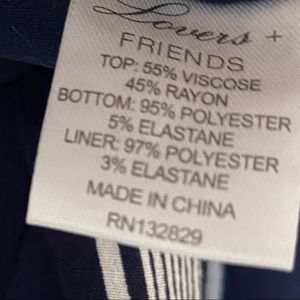 Lovers +
FRIENDS
TOP: 55% VISCOSE
45% RAYON
BOTTOM: 95% POLYESTER
5% ELASTANE
LINER: 97% POLYESTER
3% ELASTANE
MADE IN CHINA
RN132829